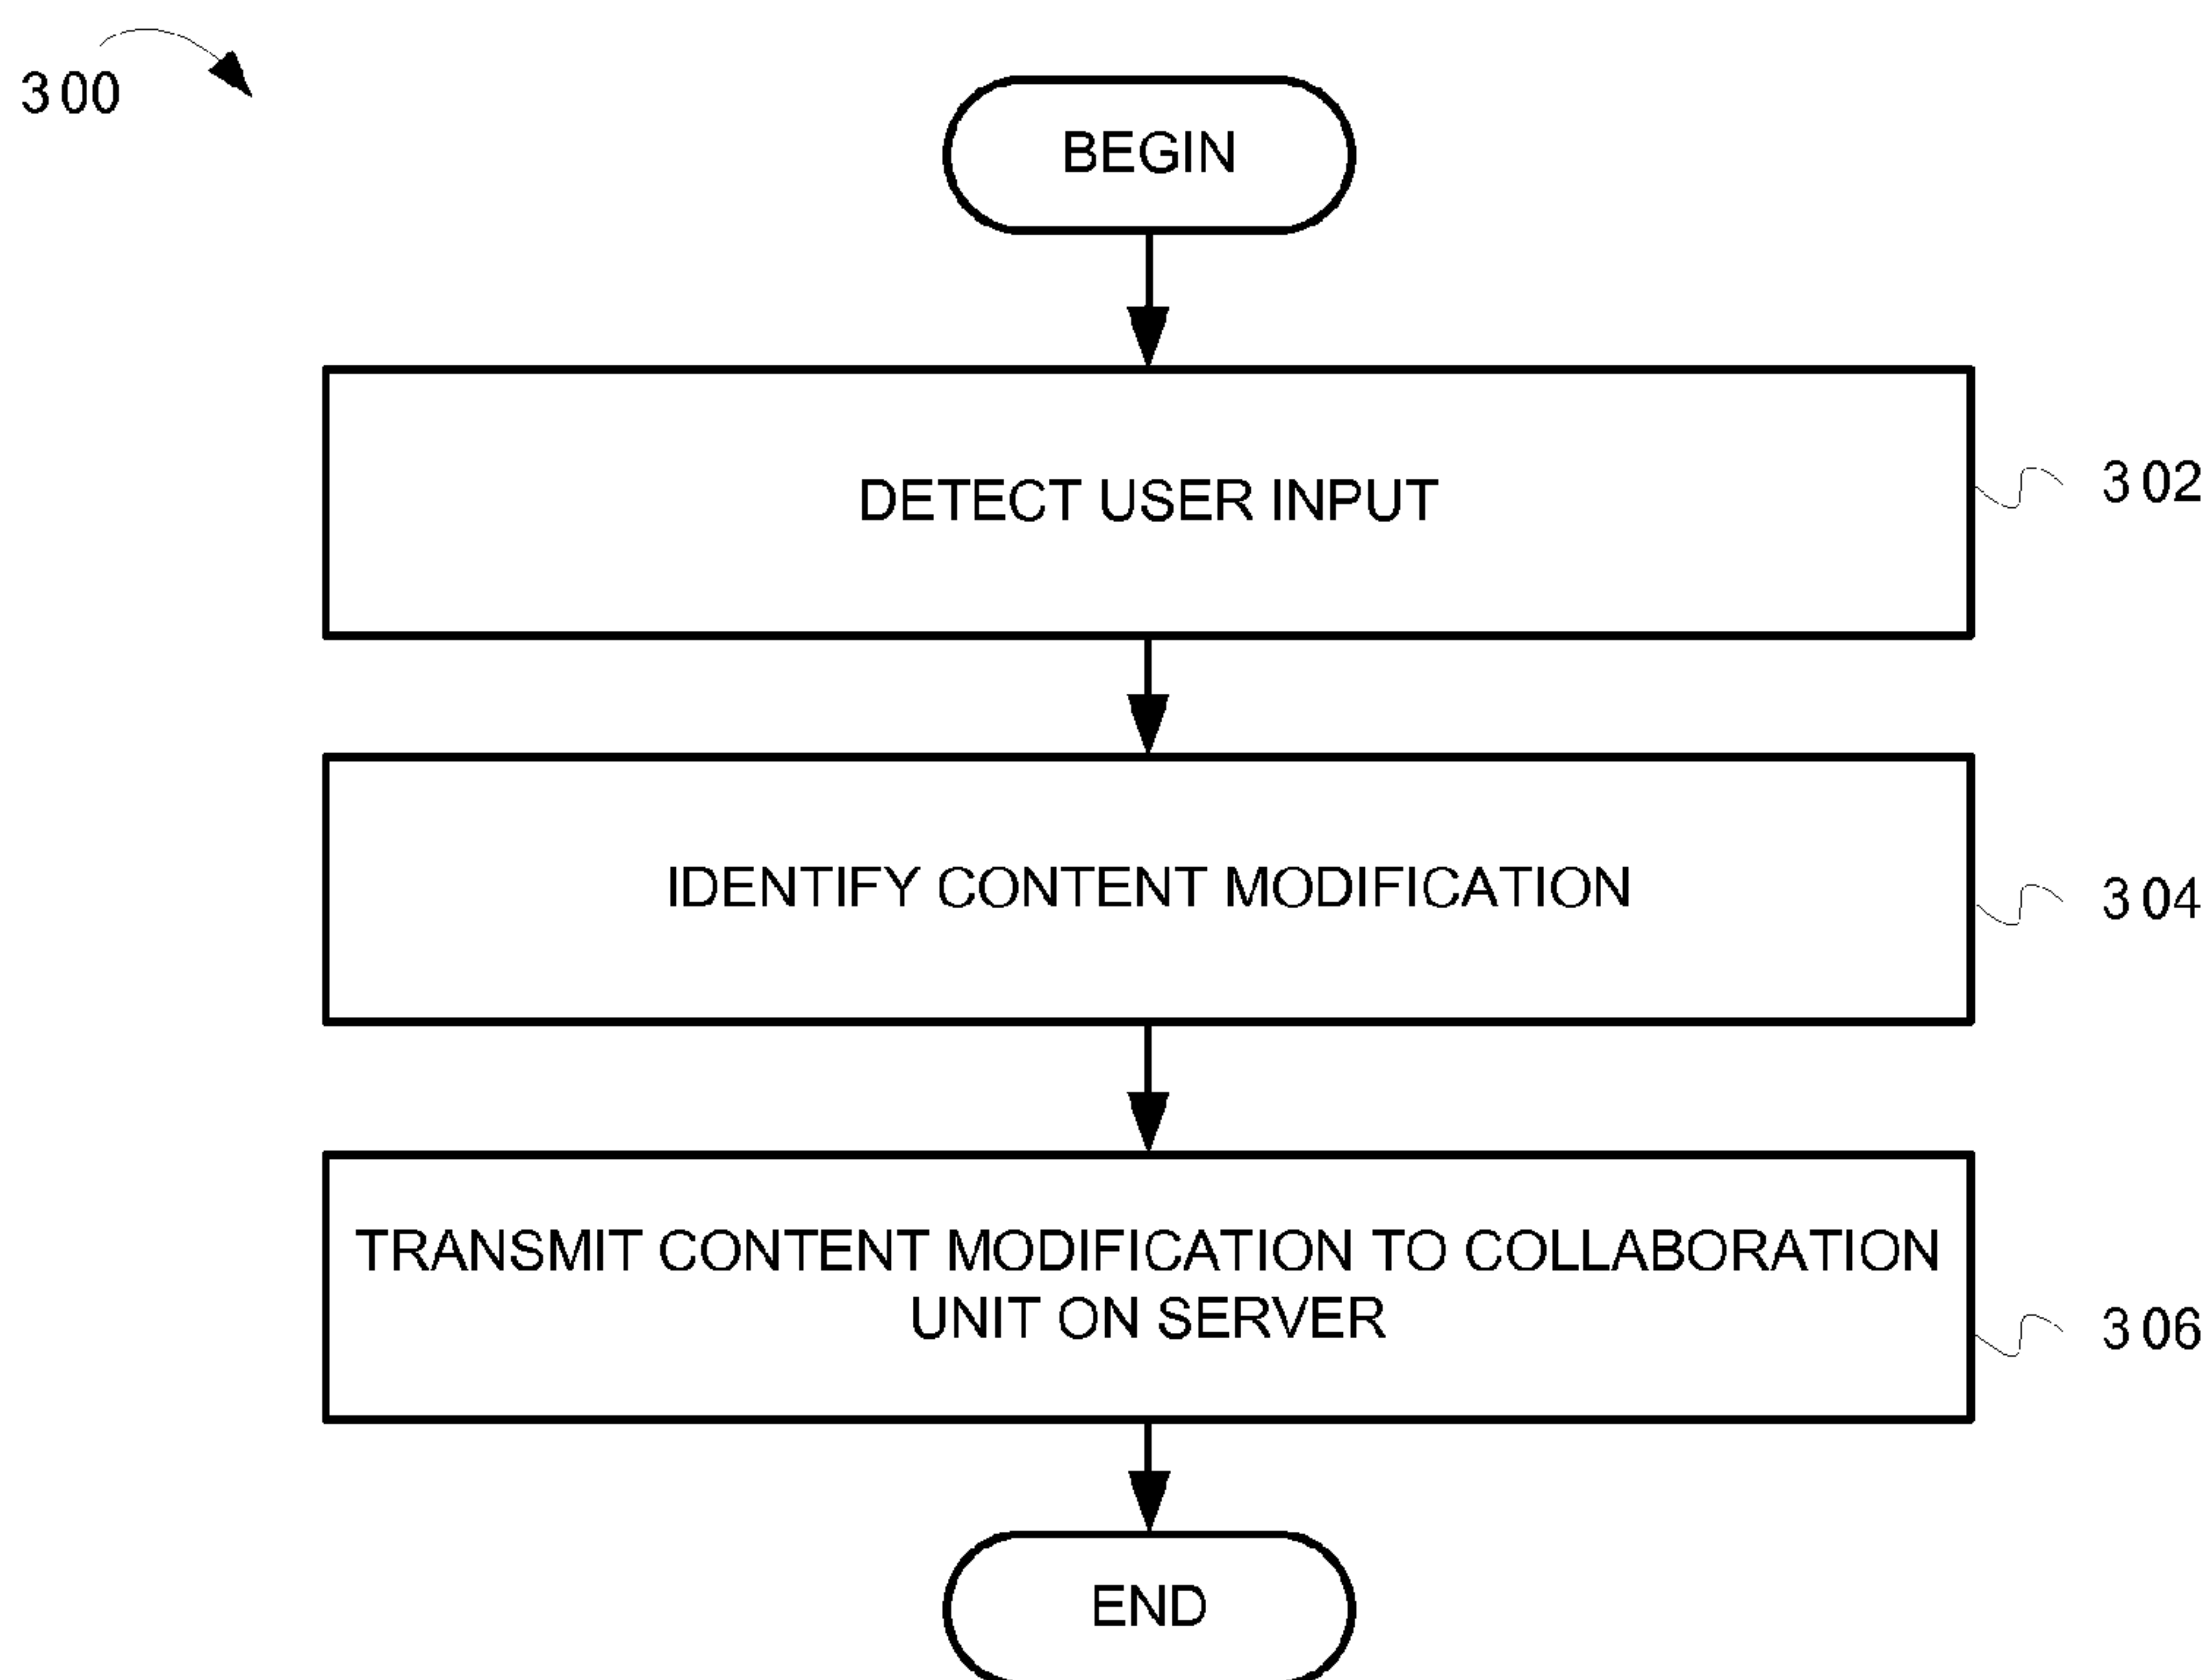 300
BEGIN
DETECT USER INPUT
302
IDENTIFY CONTENT MODIFICATION
304
TRANSMIT CONTENT MODIFICATION TO COLLABORATION
UNIT ON SERVER
306
END